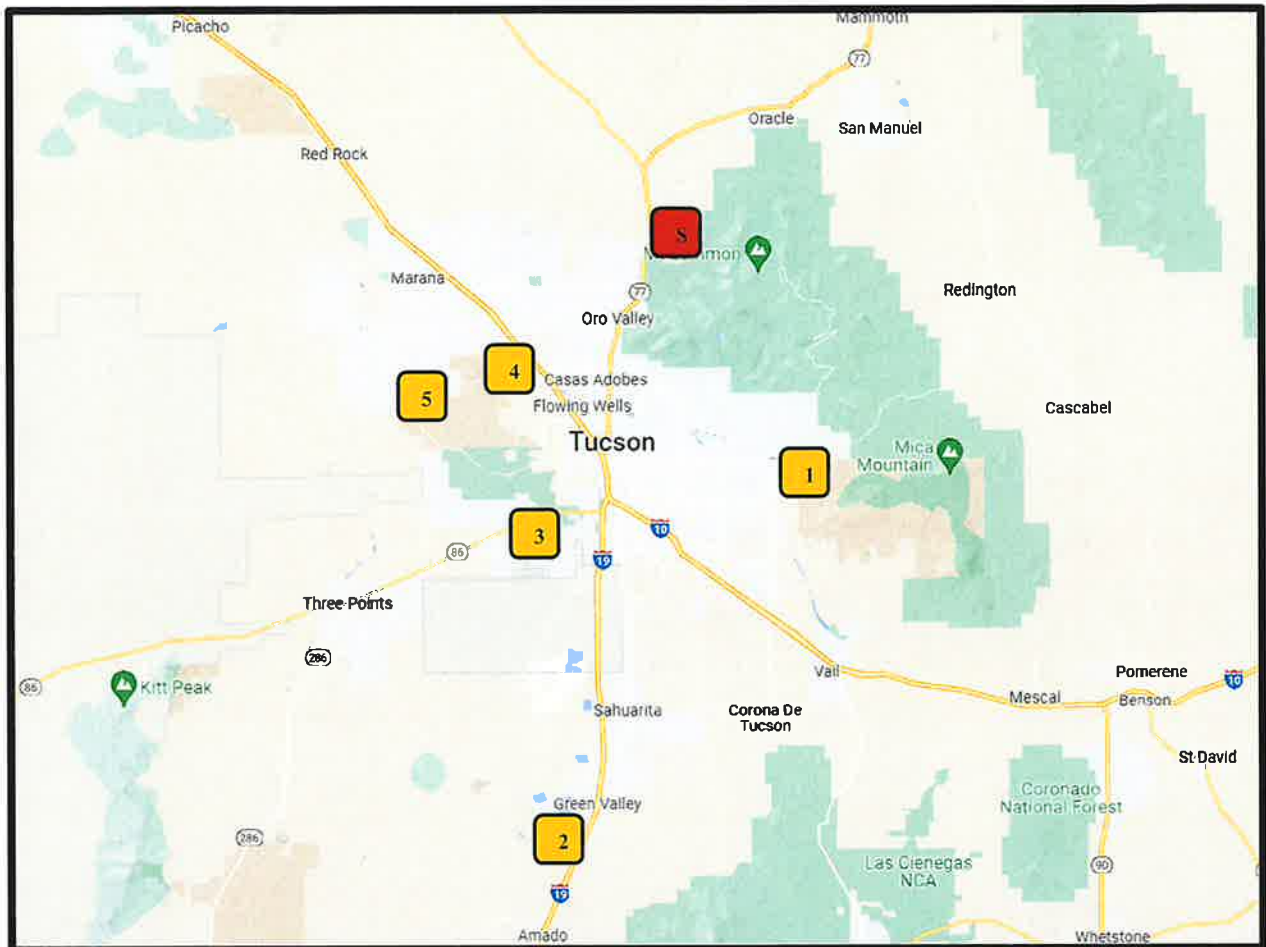 Picacho
Mammoth
77
Oracle
San Manuel
Red Rock
S
Marana
Redington
77
Oro Valley
4
Casas Adobes
5
Flowing Wells
Cascabel
Tucson
Mica
Mountain
1
3
10
86
19
Three Points
286
Vail
Pomerene
86
Kitt Peak
10
Mescal
Benson
Sahuarita
Corona De
Tucson
St David
Coronado
National Forest
Green Valley
286
2
Las Cienegas
NCA
90
19
Amado
Whetstone